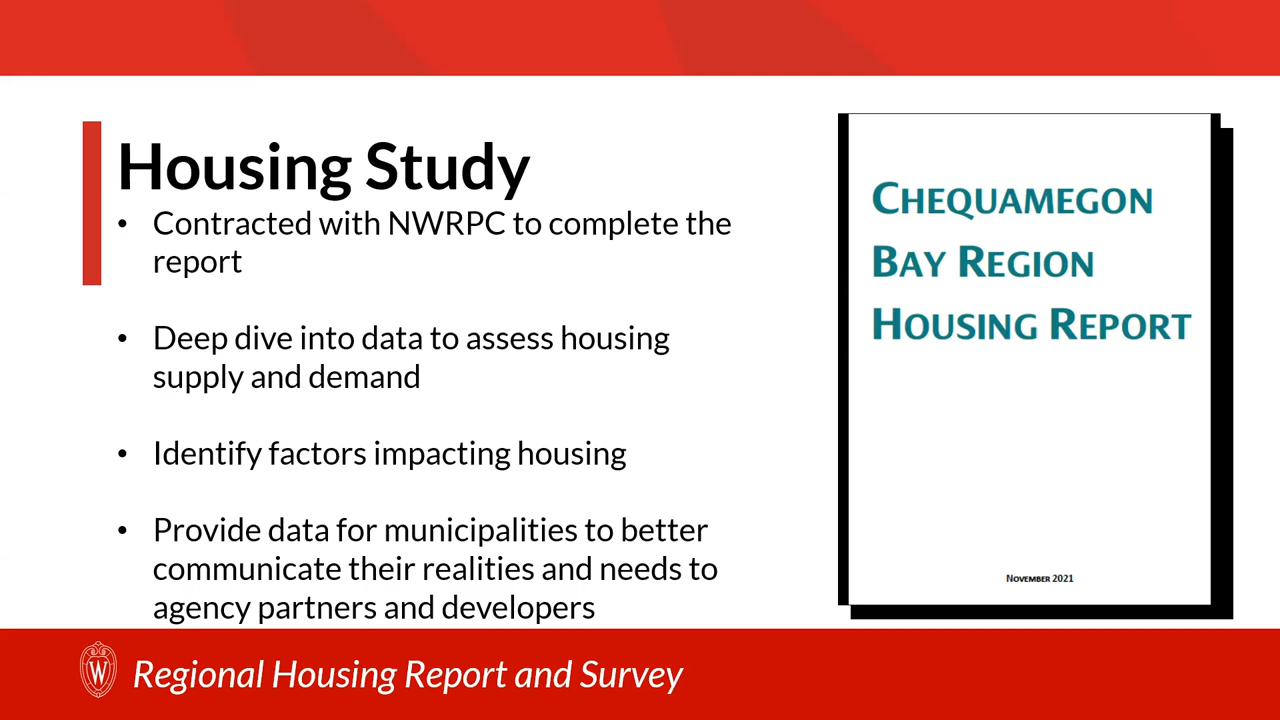 Housing Study
• Contracted with NWRPC to complete the
report
• Deep dive into data to assess housing
supply and demand
• Identify factors impacting housing
• Provide data for municipalities to better
communicate their realities and needs to
agency partners and developers
CHEQUAMEGON
BAY REGION
HOUSING REPORT
NOVEMBER 2021
W
Regional Housing Report and Survey